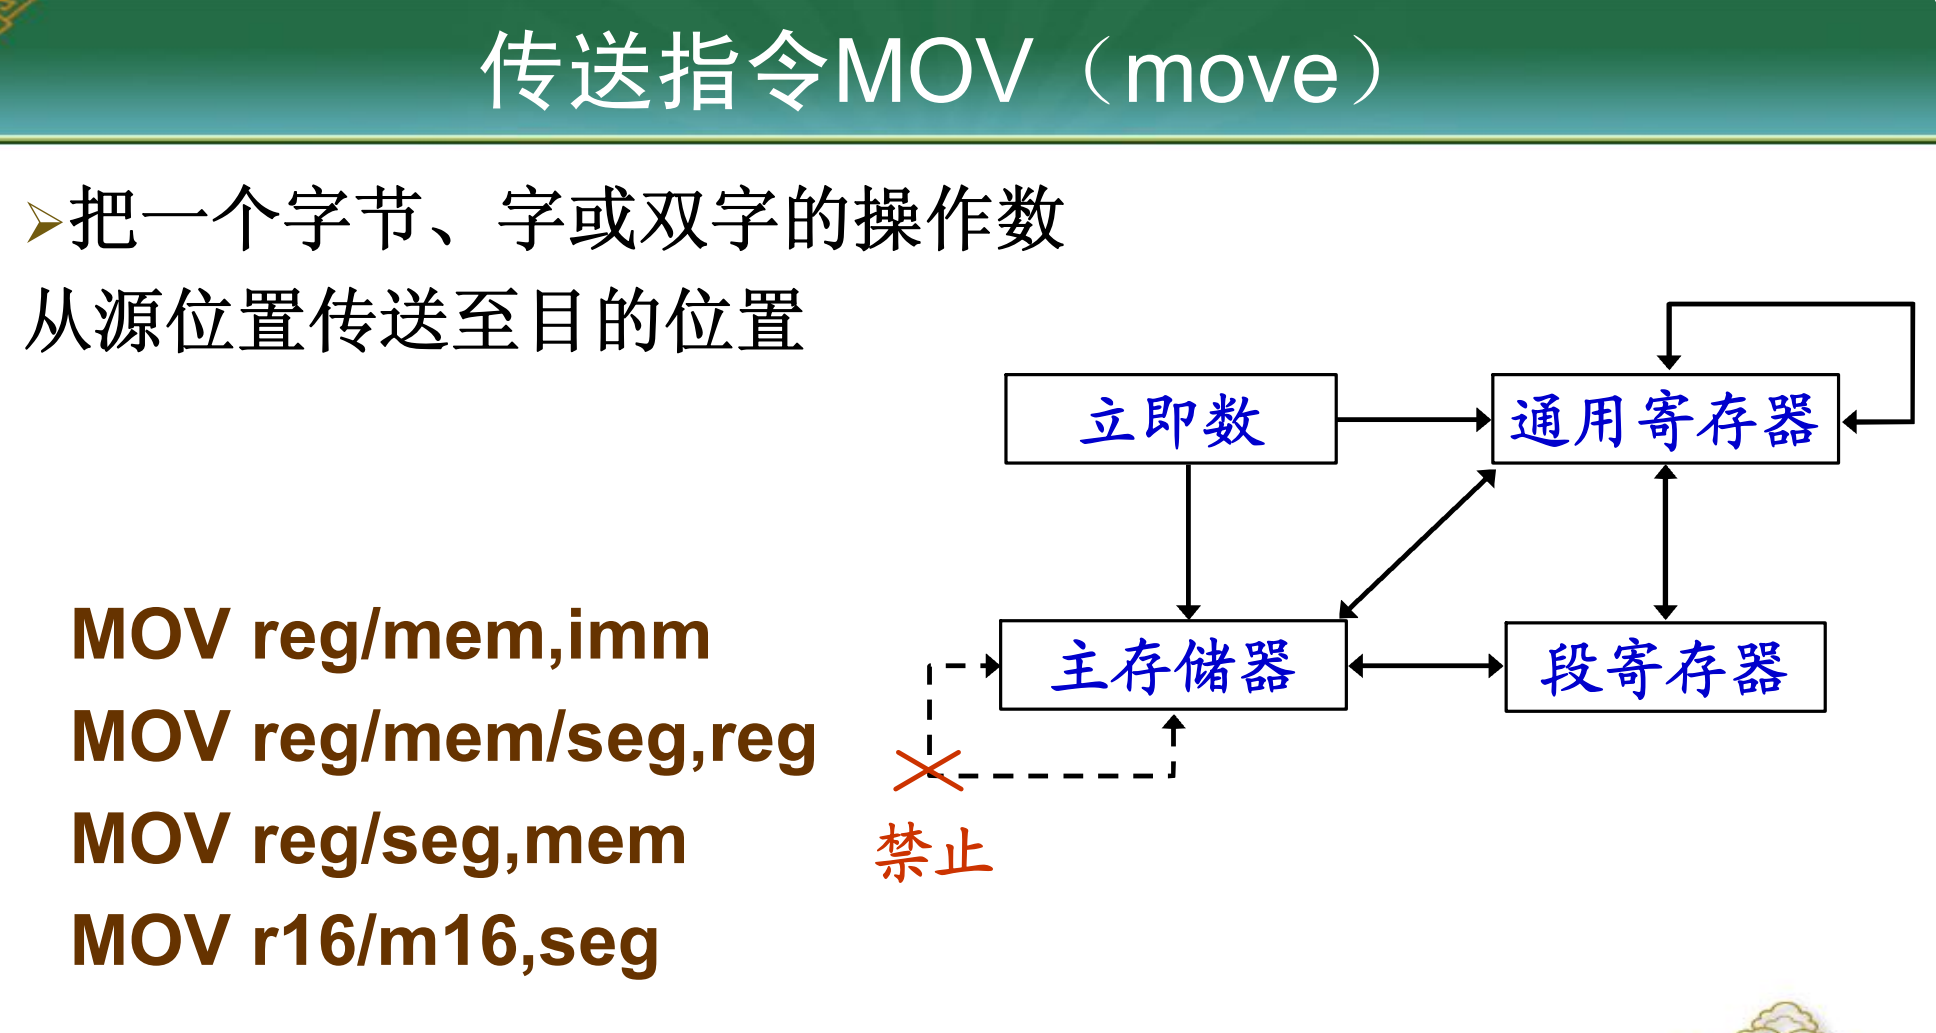 传送指令MOV（move）
把一个字节、字或双字的操作数
从源位置传送至目的位置
立即数
通用寄存器
主存储器
段寄存器
禁止
MOV reg/mem,imm
MOV reg/mem/seg,reg
MOV reg/seg,mem
MOV r16/m16,seg